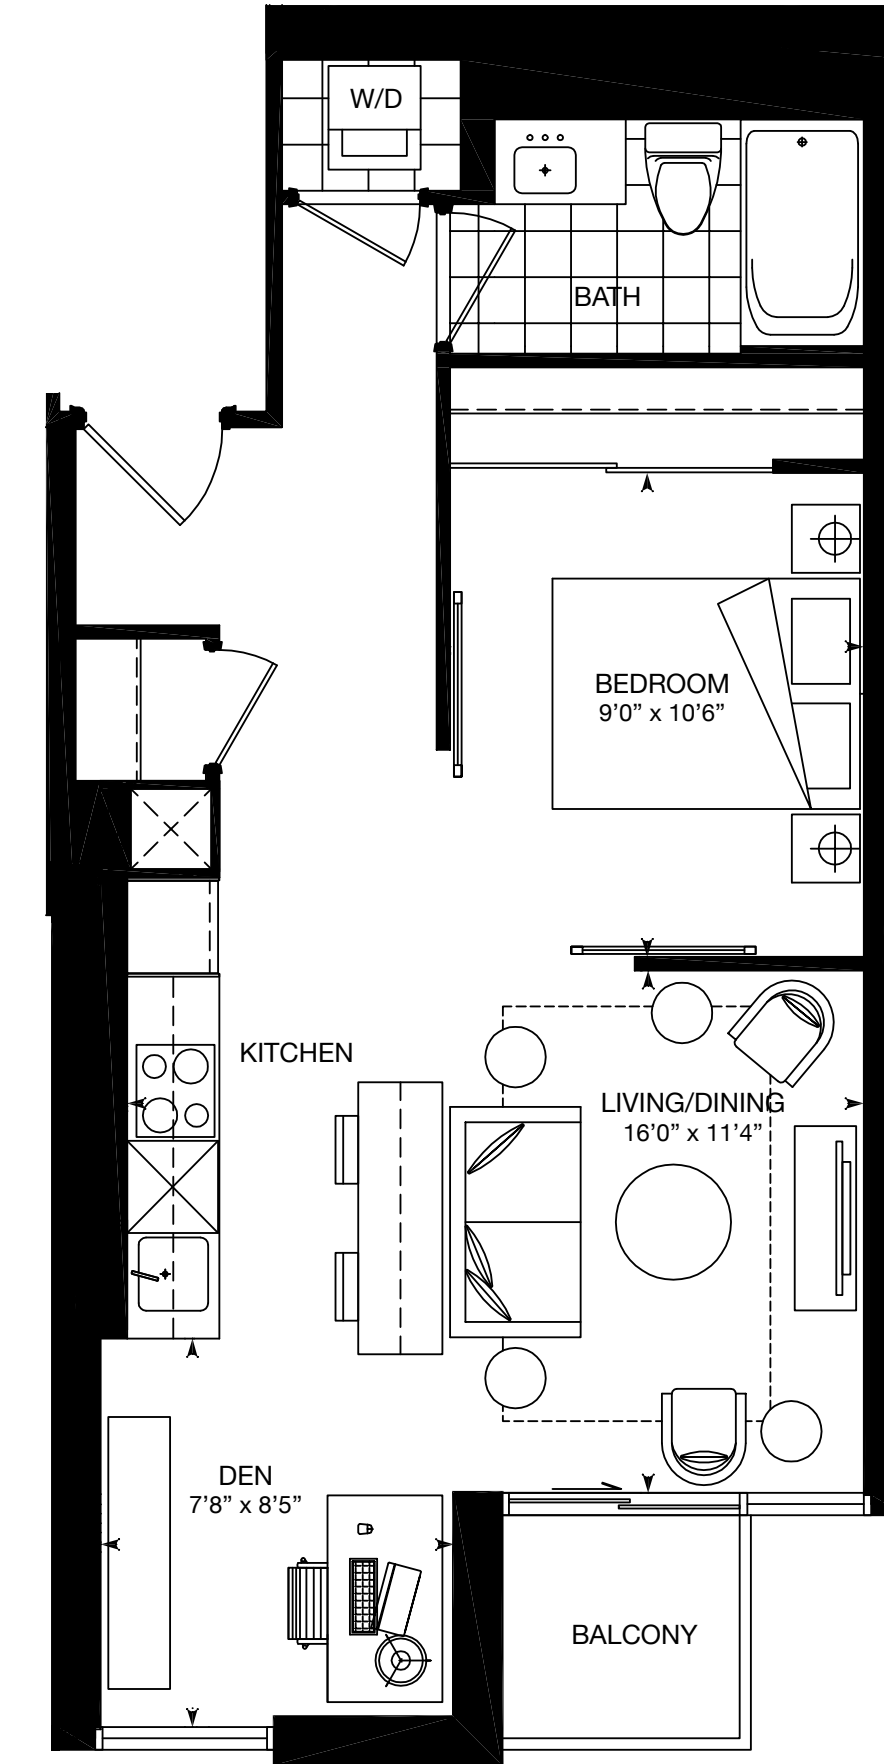 W/D
BATH
BEDROOM
9’0” x 10’6”
KITCHEN
LIVING/DINING
16’0” x 11’4”
DEN
7’8” x 8’5”
BALCONY